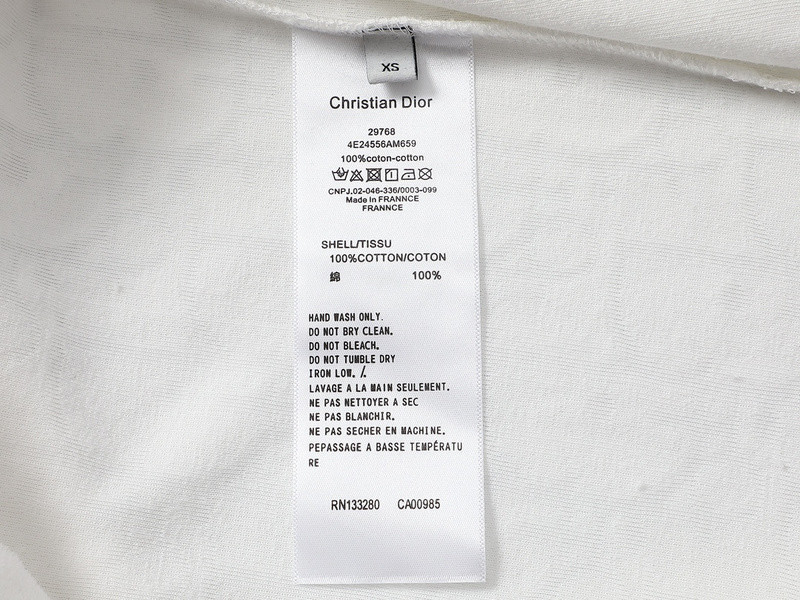 XS
Christian Dior
29768
4E24556AM659
100%coton-cotton
CNPJ.02-046-336/0003-099
Made In FRANNCE
FRANNCE
SHELL/TISSU
100%COTTON/COTON
綿 100%
HAND WASH ONLY.
DO NOT BRY CLEAN.
DO NOT BLEACH.
DO NOT TUMBLE DRY
IRON LOW. /.
LAVAGE A LA MAIN SEULEMENT.
NE PAS NETTOYER A SEC
NE PAS BLANCHIR.
NE PAS SECHER EN MACHINE.
PEPASSAGE A BASSE TEMPÉRATU
RE
RN133280 CA00985